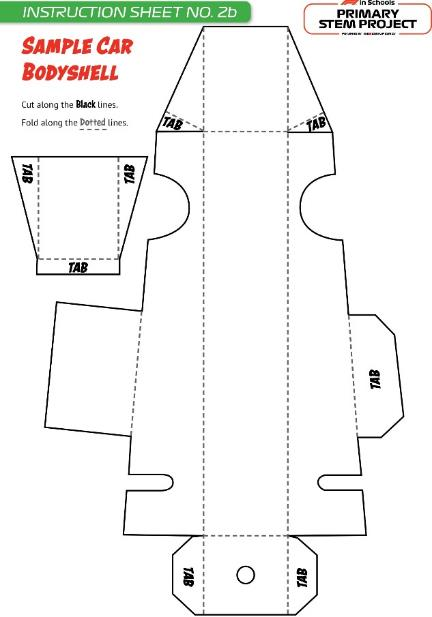 INSTRUCTION SHEET NO. 2b
in Schools
PRIMARY
STEM PROJECT
SAMPLE CAR
BODYSHELL
Cut along the Black lines.
Fold along the Dotted lines.
TAB
TAB
TAB
TAB
TAB
TAB
TAB
TAB